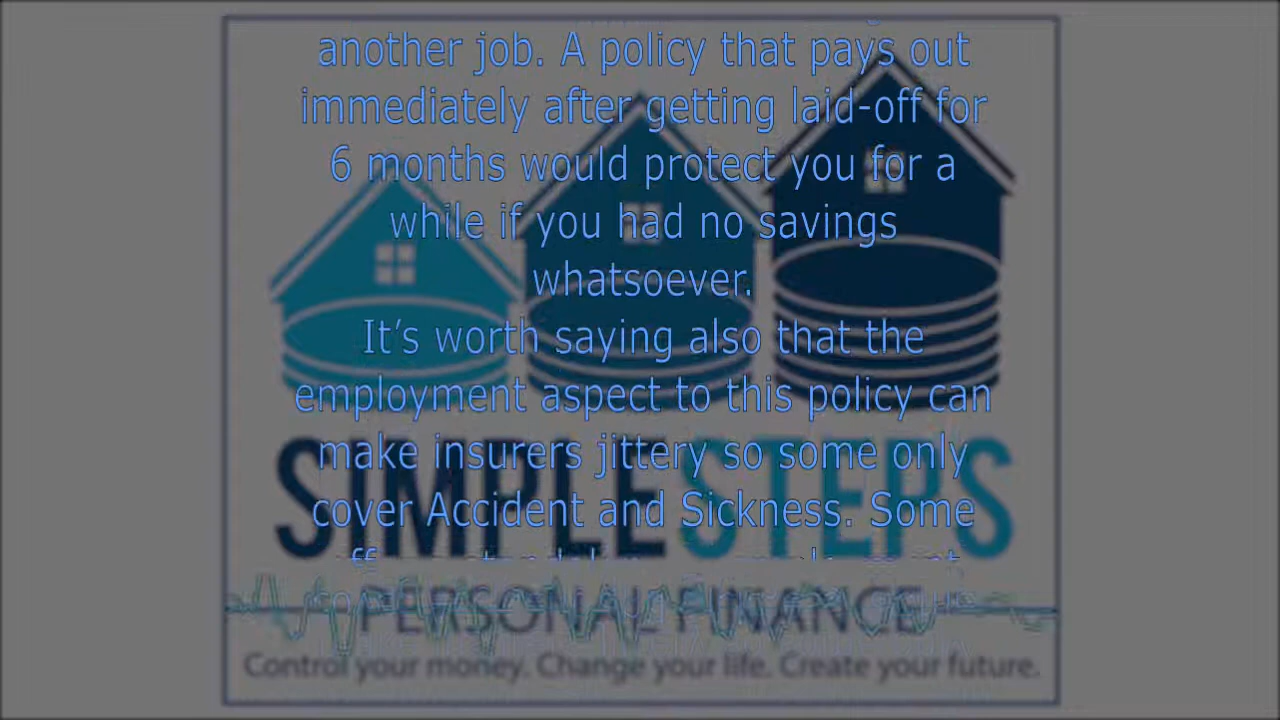 another job. A policy that pays out
immediately after getting laid-off for
6 months would protect you for a
while if you had no savings
whatsoever.
It’s worth saying also that the
employment aspect to this policy can
make insurers jittery so some only
cover Accident and Sickness. Some
SIMPLE STEPS
PERSONAL FINANCE
Control your money. Change your life. Create your future.